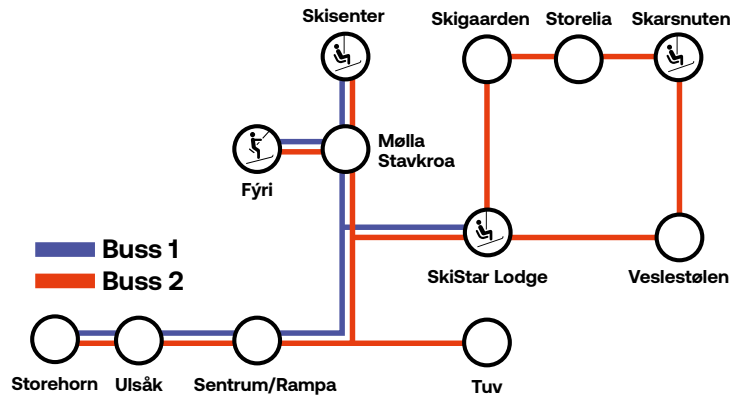 Skisenter
Skigaarden
Storelia
Skarsnuten
Mølla
Stavkroa
Fýri
Buss 1
Buss 2
SkiStar Lodge
Veslestølen
Storehorn
Ulsåk
Sentrum/Rampa
Tuv